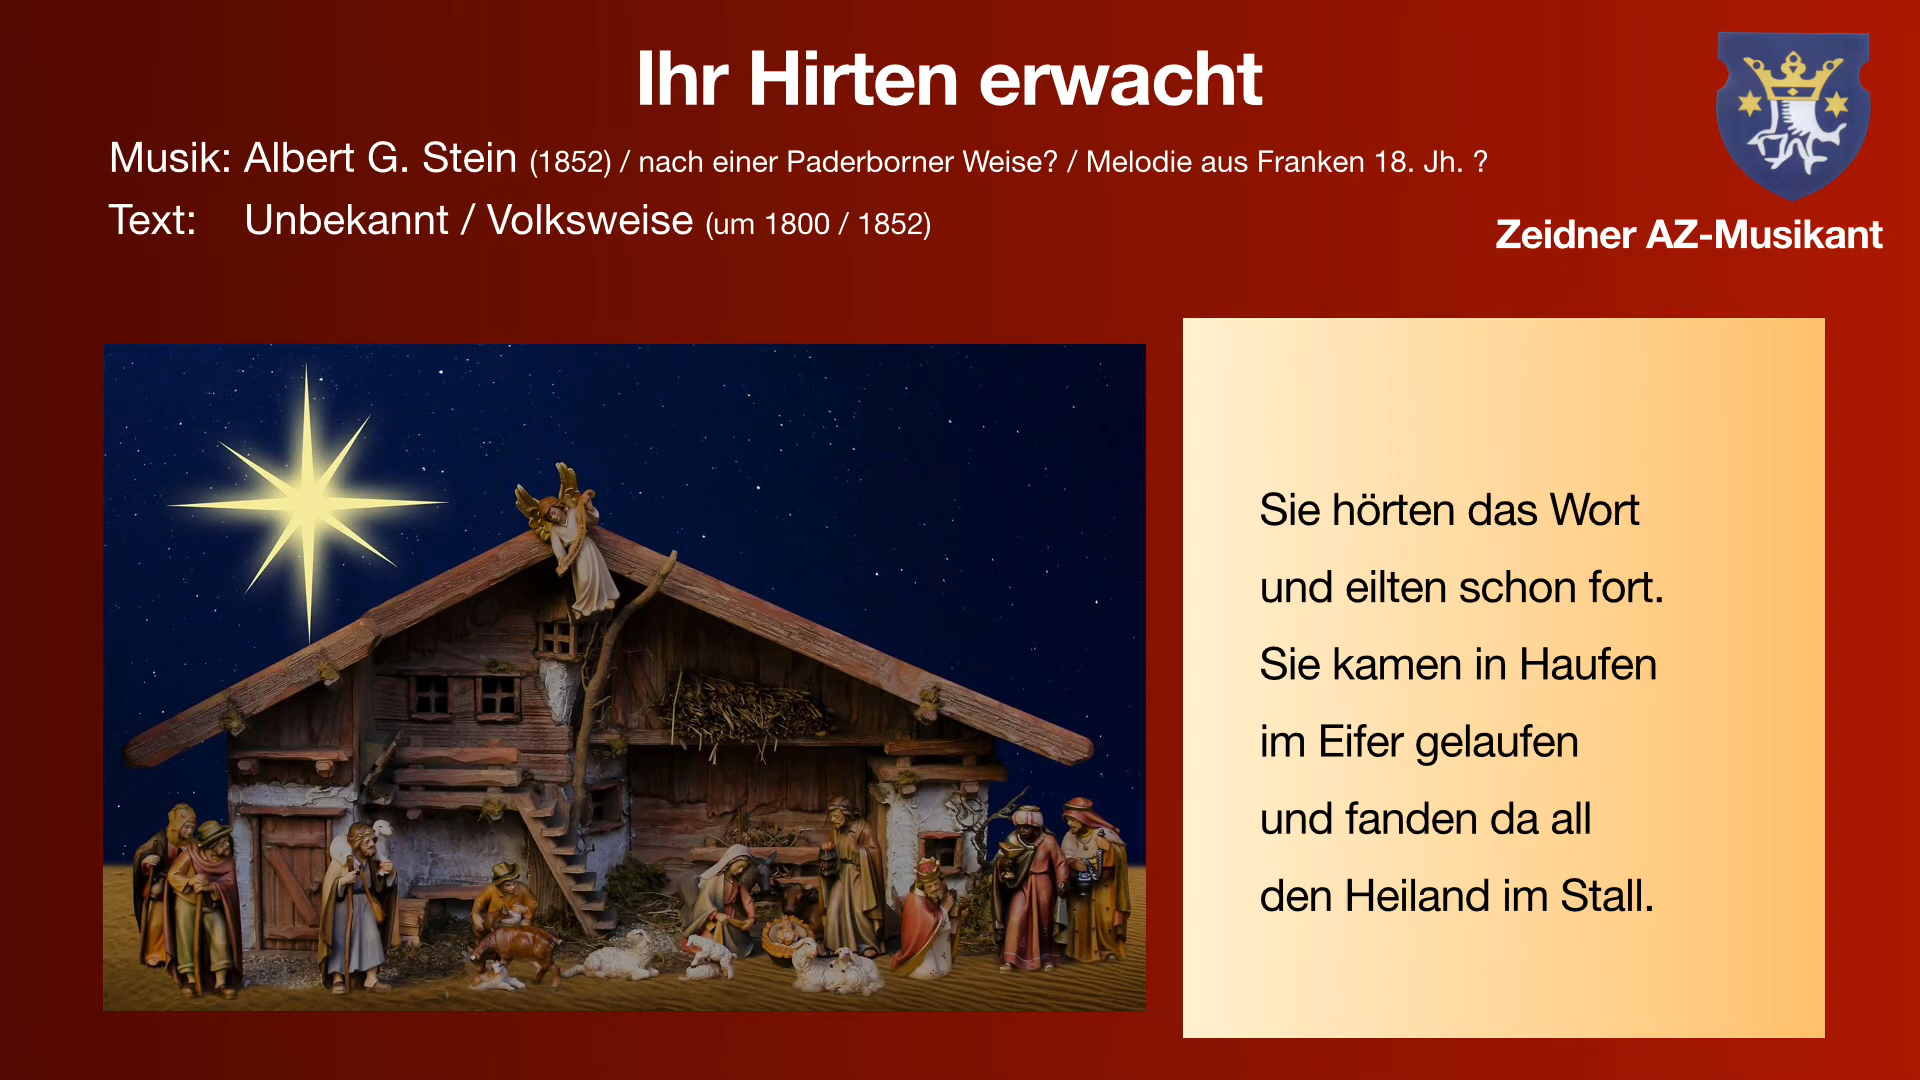 Ihr Hirten erwacht
Musik: Albert G. Stein (1852) / nach einer Paderborner Weise? / Melodie aus Franken 18. Jh. ?
Text: Unbekannt / Volksweise (um 1800 / 1852)
Zeidner AZ-Musikant
Sie hörten das Wort
und eilten schon fort.
Sie kamen in Haufen
im Eifer gelaufen
und fanden da all
den Heiland im Stall.